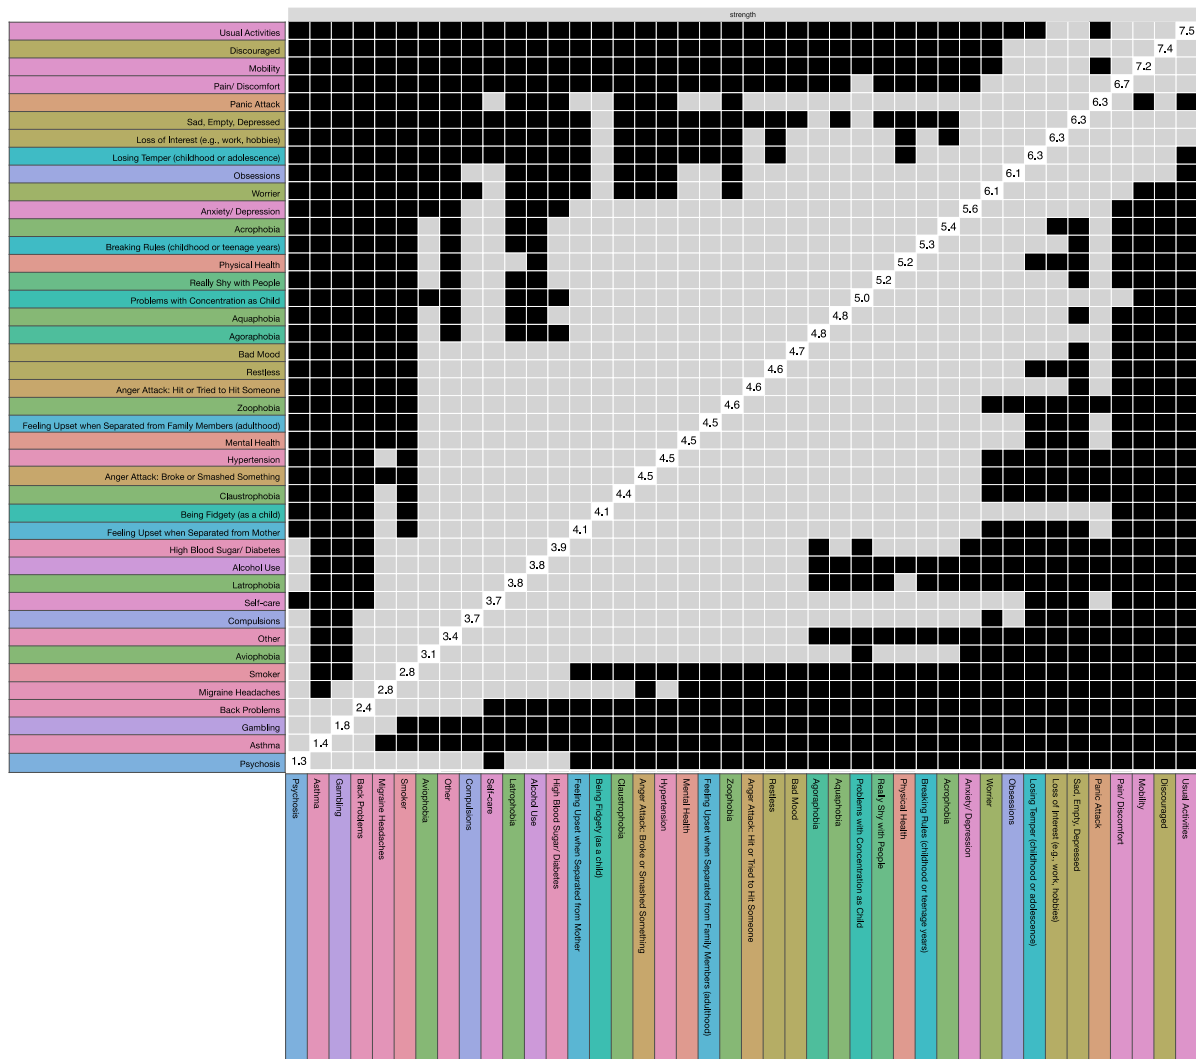 strength
Usual Activities 7.5
Discouraged 7.4
Mobility 7.2
Pain/ Discomfort 6.7
Panic Attack 6.3
Sad, Empty, Depressed 6.3
Loss of Interest (e.g., work, hobbies) 6.3
Losing Temper (childhood or adolescence) 6.3
Obsessions 6.1
Worrier 6.1
Anxiety/ Depression 5.6
Acrophobia 5.4
Breaking Rules (childhood or teenage years) 5.3
Physical Health 5.2
Really Shy with People 5.2
Problems with Concentration as Child 5.0
Aquaphobia 4.8
Agoraphobia 4.8
Bad Mood 4.7
Restless 4.6
Anger Attack: Hit or Tried to Hit Someone 4.6
Zoophobia 4.6
Feeling Upset when Separated from Family Members (adulthood) 4.5
Mental Health 4.5
Hypertension 4.5
Anger Attack: Broke or Smashed Something 4.5
Claustrophobia 4.4
Being Fidgety (as a child) 4.1
Feeling Upset when Separated from Mother 4.1
High Blood Sugar/ Diabetes 3.9
Alcohol Use 3.8
Latrophobia 3.8
Self-care 3.7
Compulsions 3.7
Other 3.4
Aviophobia 3.1
Smoker 2.8
Migraine Headaches 2.8
Back Problems 2.4
Gambling 1.8
Asthma 1.4
Psychosis 1.3
Psychosis
Asthma
Gambling
Back Problems
Migraine Headaches
Smoker
Aviophobia
Other
Compulsions
Self-care
Latrophobia
Alcohol Use
High Blood Sugar/ Diabetes
Feeling Upset when Separated from Mother
Being Fidgety (as a child)
Claustrophobia
Anger Attack: Broke or Smashed Something
Hypertension
Mental Health
Feeling Upset when Separated from Family Members (adulthood)
Zoophobia
Anger Attack: Hit or Tried to Hit Someone
Restless
Bad Mood
Agoraphobia
Aquaphobia
Problems with Concentration as Child
Really Shy with People
Physical Health
Breaking Rules (childhood or teenage years)
Acrophobia
Anxiety/ Depression
Worrier
Obsessions
Losing Temper (childhood or adolescence)
Loss of Interest (e.g., work, hobbies)
Sad, Empty, Depressed
Panic Attack
Pain/ Discomfort
Mobility
Discouraged
Usual Activities